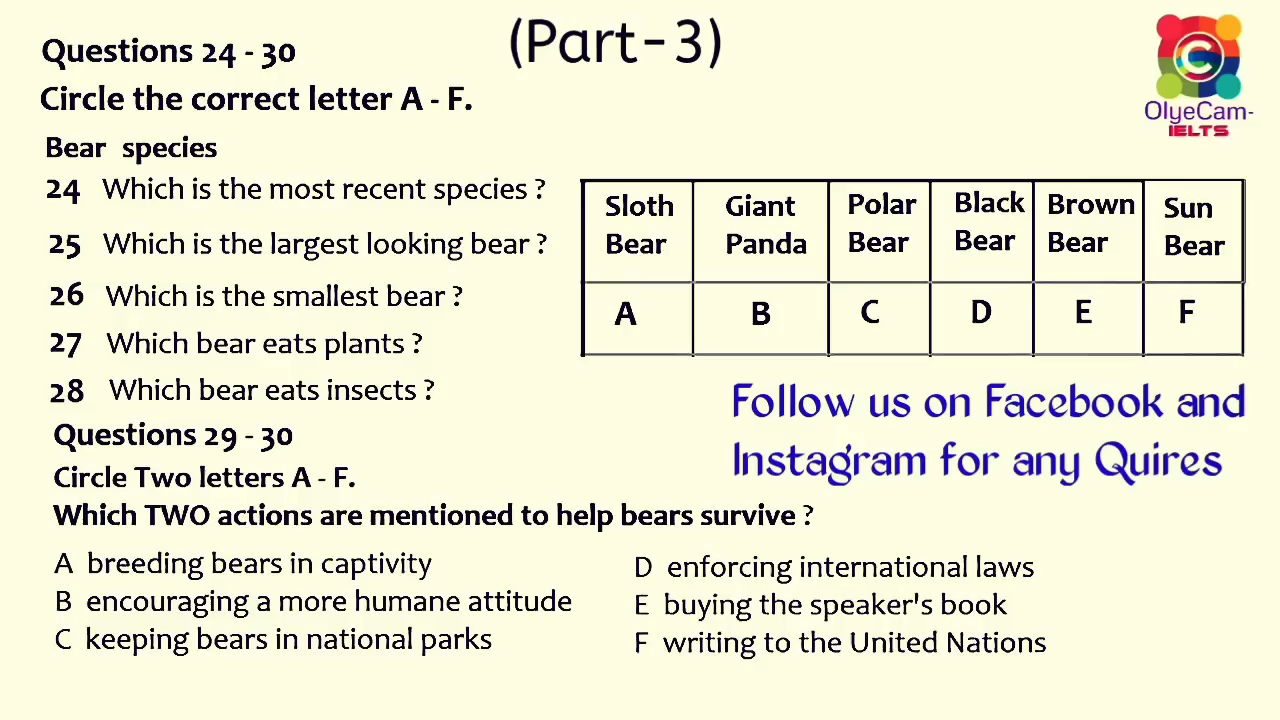 (Part-3)
Questions 24 - 30
Circle the correct letter A - F.
Bear species
24 Which is the most recent species ?
25 Which is the largest looking bear ?
26 Which is the smallest bear ?
27 Which bear eats plants ?
28 Which bear eats insects ?
OlyeCam-
IELTS
Sloth Bear Giant Panda Polar Bear Black Bear Brown Bear Sun Bear
A B C D E F
Follow us on Facebook and
Instagram for any Quires
Questions 29 - 30
Circle Two letters A - F.
Which TWO actions are mentioned to help bears survive ?
A breeding bears in captivity
B encouraging a more humane attitude
C keeping bears in national parks
D enforcing international laws
E buying the speaker's book
F writing to the United Nations